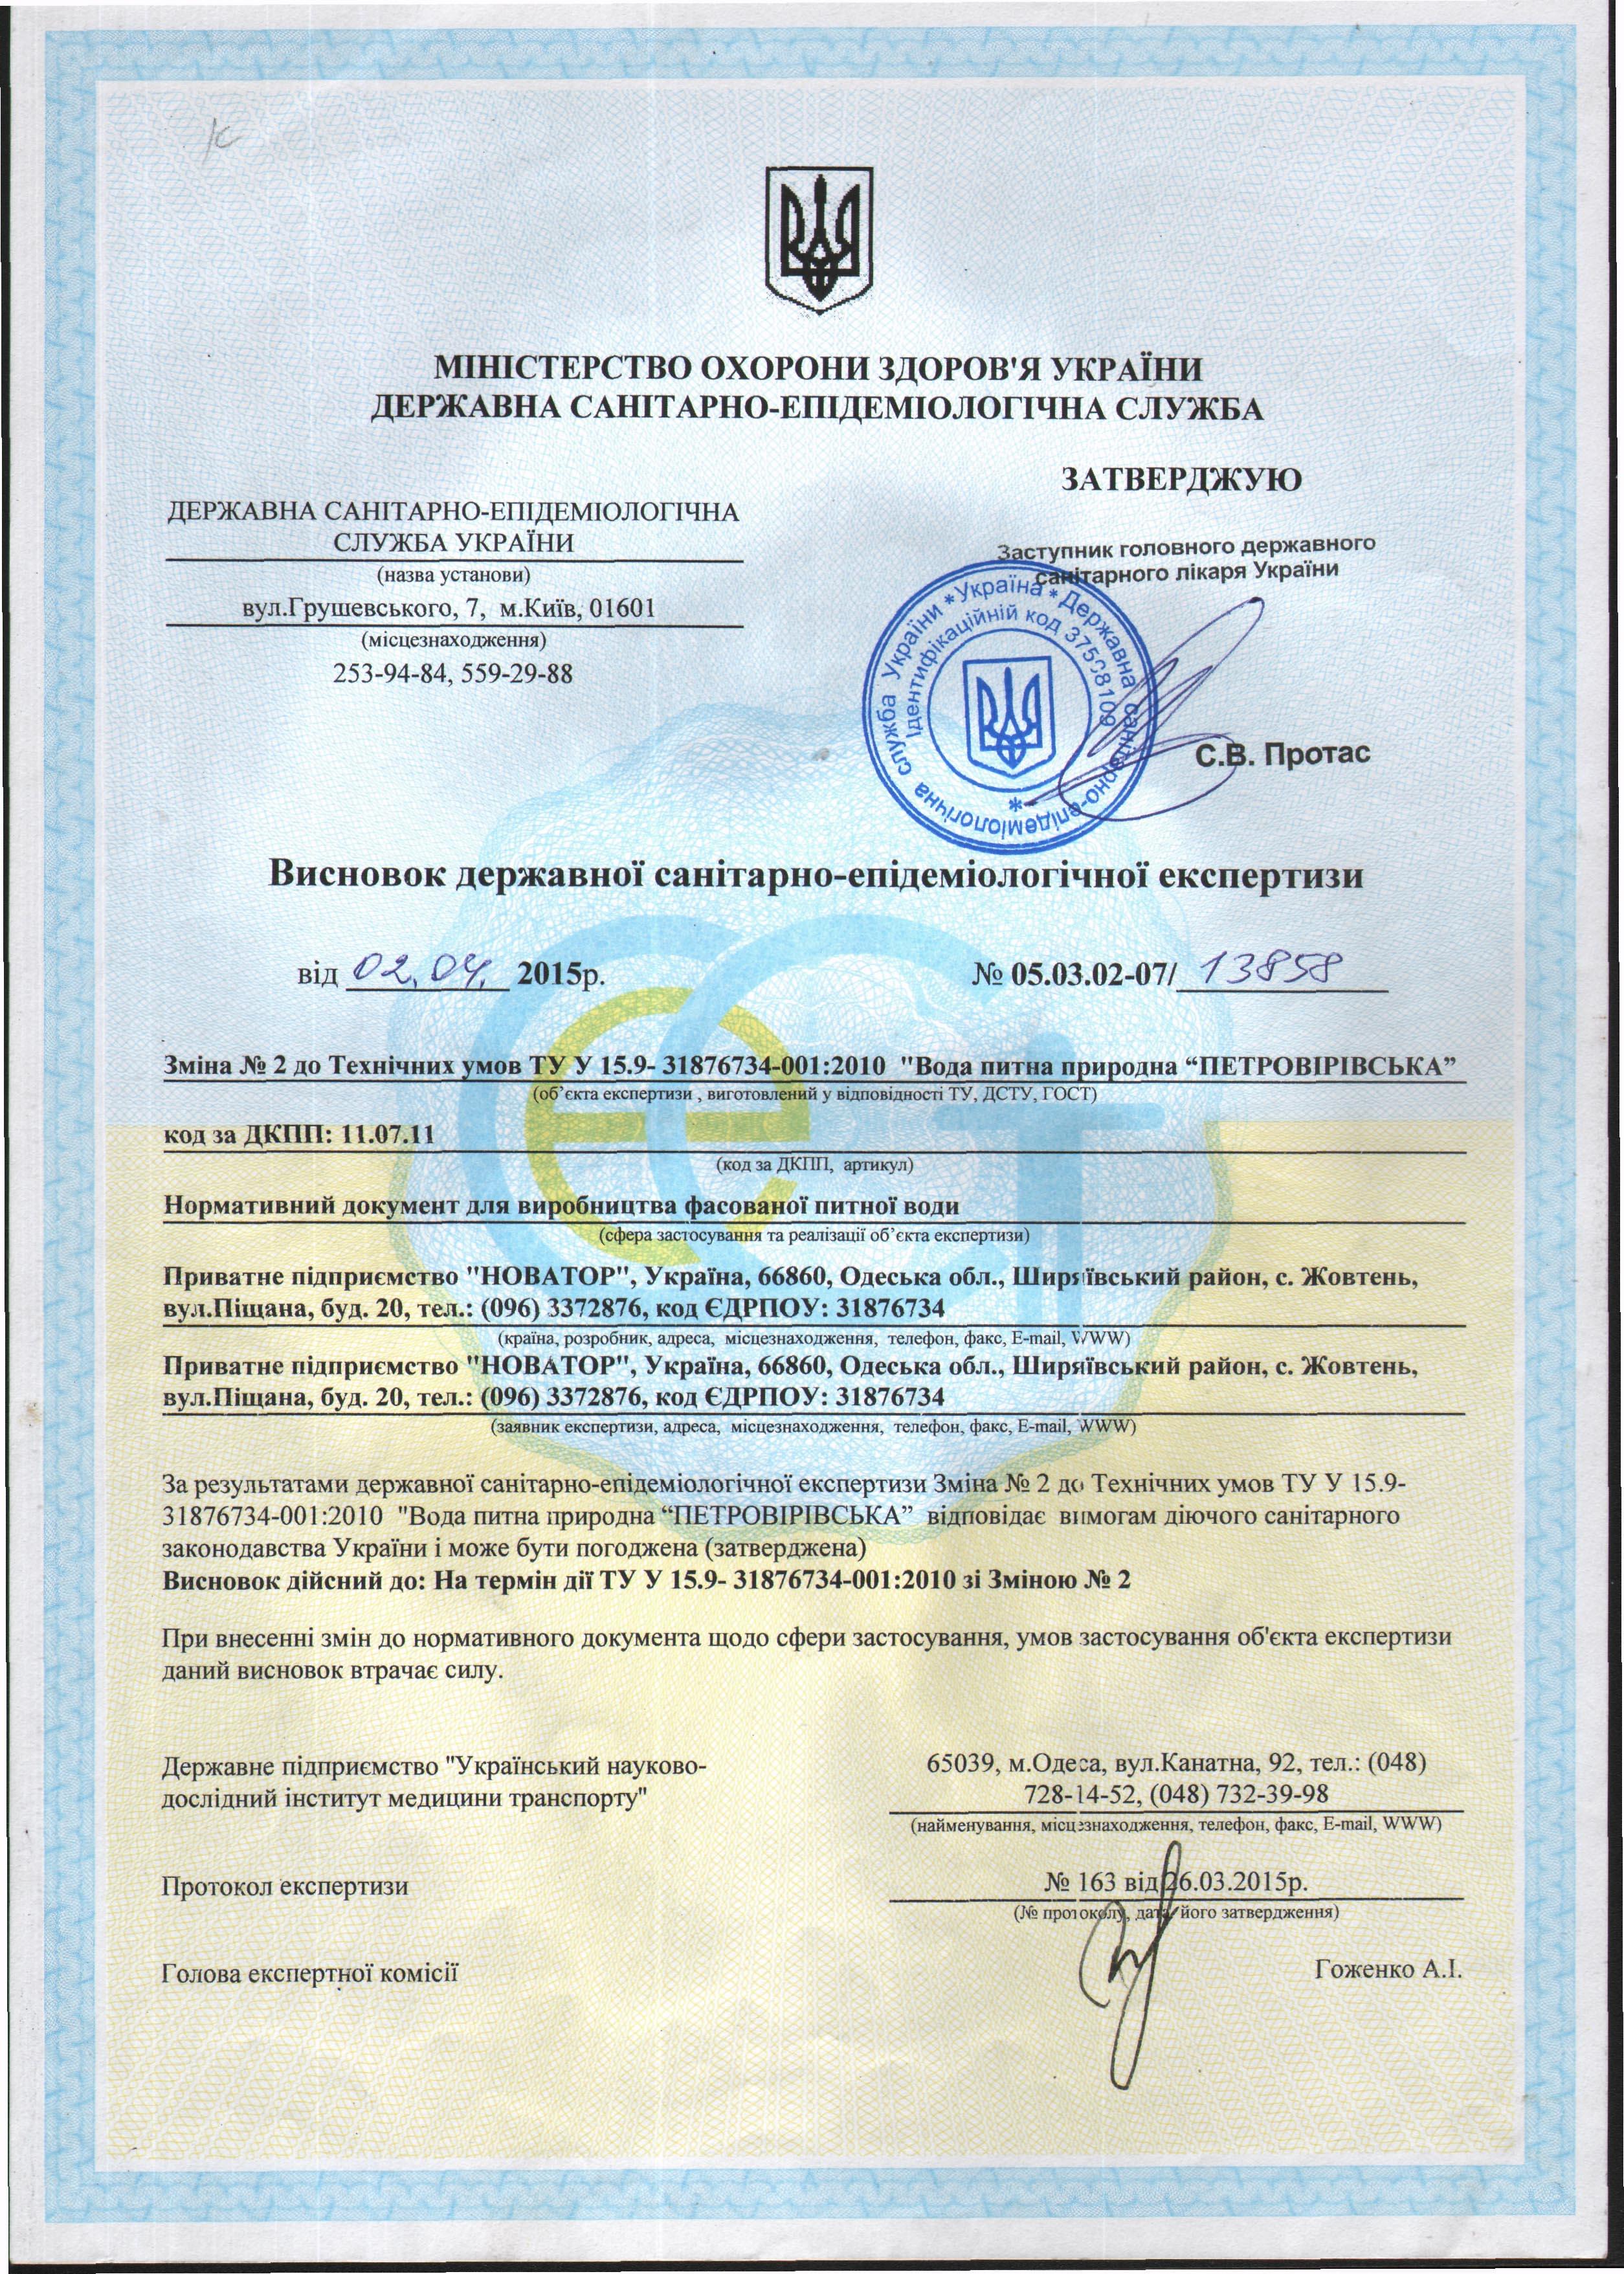 МІНІСТЕРСТВО ОХОРОНИ ЗДОРОВ'Я УКРАЇНИ
ДЕРЖАВНА САНІТАРНО-ЕПІДЕМІОЛОГІЧНА СЛУЖБА
ДЕРЖАВНА САНІТАРНО-ЕПІДЕМІОЛОГІЧНА
СЛУЖБА УКРАЇНИ
(назва установи)
вул.Грушевського, 7, м.Київ, 01601
(місцезнаходження)
253-94-84, 559-29-88
ЗАТВЕРДЖУЮ
Заступник головного державного
санітарного лікаря України
* Україна * Державна санітарно-епідеміологічна служба України
Ідентифікаційній код 37508109
*
С.В. Протас
Висновок державної санітарно-епідеміологічної експертизи
від 02.04. 2015р.
№ 05.03.02-07/ 13858
Зміна № 2 до Технічних умов ТУ У 15.9- 31876734-001:2010 "Вода питна природна “ПЕТРОВІРІВСЬКА”
(об’єкта експертизи , виготовлений у відповідності ТУ, ДСТУ, ГОСТ)
код за ДКПП: 11.07.11
(код за ДКПП, артикул)
Нормативний документ для виробництва фасованої питної води
(сфера застосування та реалізації об’єкта експертизи)
Приватне підприємство "НОВАТОР", Україна, 66860, Одеська обл., Ширяївський район, с. Жовтень,
вул.Піщана, буд. 20, тел.: (096) 3372876, код ЄДРПОУ: 31876734
(країна, розробник, адреса, місцезнаходження, телефон, факс, E-mail, WWW)
Приватне підприємство "НОВАТОР", Україна, 66860, Одеська обл., Ширяївський район, с. Жовтень,
вул.Піщана, буд. 20, тел.: (096) 3372876, код ЄДРПОУ: 31876734
(заявник експертизи, адреса, місцезнаходження, телефон, факс, E-mail, WWW)
За результатами державної санітарно-епідеміологічної експертизи Зміна № 2 до Технічних умов ТУ У 15.9-
31876734-001:2010 "Вода питна природна “ПЕТРОВІРІВСЬКА” відповідає вимогам діючого санітарного
законодавства України і може бути погоджена (затверджена)
Висновок дійсний до: На термін дії ТУ У 15.9- 31876734-001:2010 зі Зміною № 2
При внесенні змін до нормативного документа щодо сфери застосування, умов застосування об'єкта експертизи
даний висновок втрачає силу.
Державне підприємство "Український науково-
дослідний інститут медицини транспорту"
65039, м.Одеса, вул.Канатна, 92, тел.: (048)
728-14-52, (048) 732-39-98
(найменування, місцезнаходження, телефон, факс, E-mail, WWW)
Протокол експертизи
№ 163 від 26.03.2015р.
(№ протоколу, дата його затвердження)
Голова експертної комісії
Гоженко А.І.